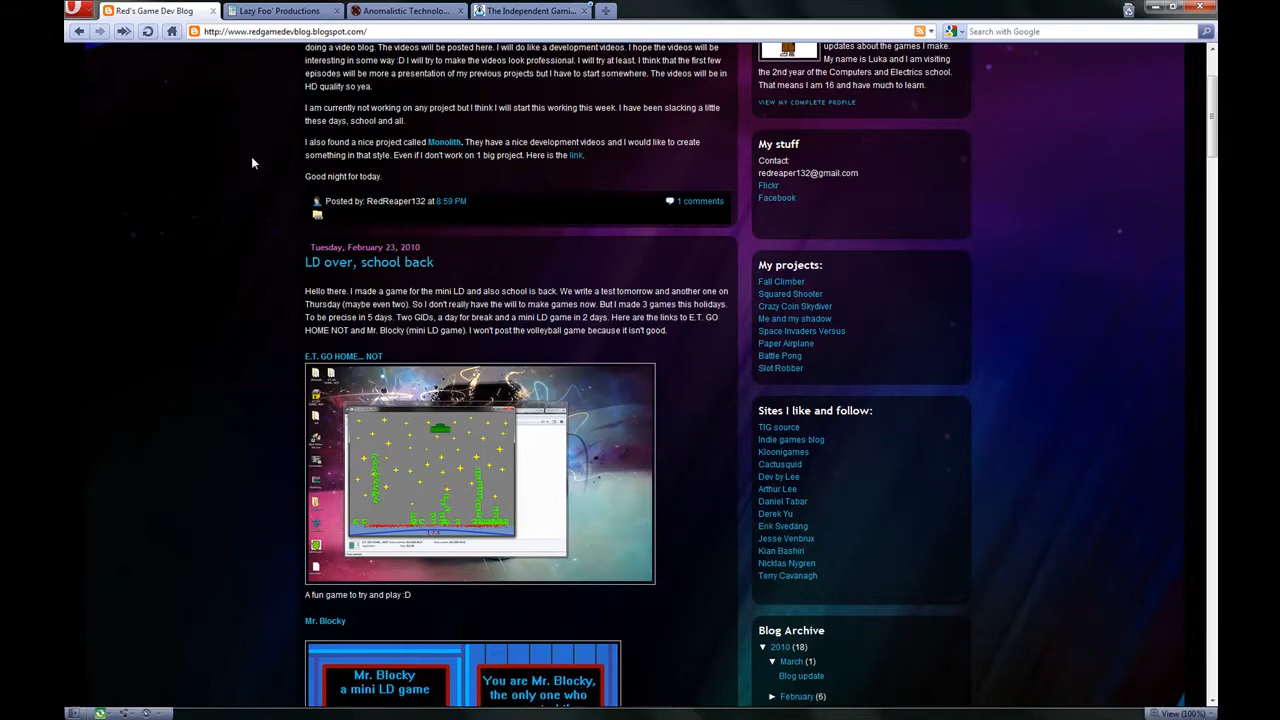 Red's Game Dev Blog
Lazy Foo' Productions
Anomalistic Technolo...
The Independent Gami...
http://www.redgamedevblog.blogspot.com/
Search with Google
doing a video blog. The videos will be posted here. I will do like a development videos. I hope the videos will
interesting in some way :D I will try to make the videos look professional. I will try at least. I think that the first few
episodes will be more a presentation of my previous projects but I have to start somewhere. The videos will be in
HD quality so yea.
I am currently not working on any project but I think I will start this working this week. I have been slacking a little
these days, school and all.
I also found a nice project called Monolith. They have a nice development videos and I would like to create
something in that style. Even if I don't work on 1 big project. Here is the link.
Good night for today.
Posted by: RedReaper132 at 8:59 PM
1 comments
Tuesday, February 23, 2010
LD over, school back
Hello there. I made a game for the mini LD and also school is back. We write a test tomorrow and another one on
Thursday (maybe even two). So I don't really have the will to make games now. But I made 3 games this holidays.
To be precise in 5 days. Two GIDs, a day for break and a mini LD game in 2 days. Here are the links to E.T. GO
HOME NOT and Mr. Blocky (mini LD game). I won't post the volleyball game because it isn't good.
E.T. GO HOME... NOT
A fun game to try and play :D
Mr. Blocky
Mr. Blocky
a mini LD game
You are Mr. Blocky,
the only one who
updates about the games I make.
My name is Luka and I am visiting
the 2nd year of the Computers and Electrics school.
That means I am 16 and have much to learn.
VIEW MY COMPLETE PROFILE
My stuff
Contact:
redreaper132@gmail.com
Flickr
Facebook
My projects:
Fall Climber
Squared Shooter
Crazy Coin Skydiver
Me and my shadow
Space Invaders Versus
Paper Airplane
Battle Pong
Slot Robber
Sites I like and follow:
TIG source
Indie games blog
Kloonigames
Cactusquid
Dev by Lee
Arthur Lee
Daniel Tabar
Derek Yu
Erik Svedang
Jesse Venbrux
Kian Bashiri
Nicklas Nygren
Terry Cavanagh
Blog Archive
▼ 2010 (18)
▼ March (1)
Blog update
► February (6)
View (100%)